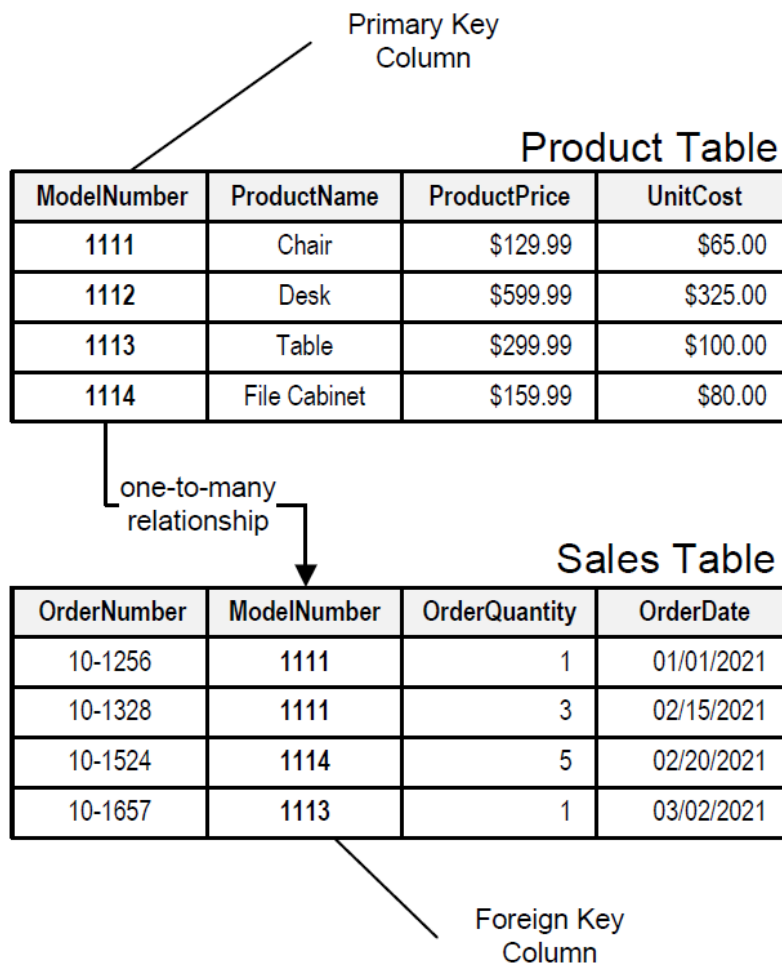 Primary Key
Column
Product Table
ModelNumber ProductName ProductPrice UnitCost
1111 Chair $129.99 $65.00
1112 Desk $599.99 $325.00
1113 Table $299.99 $100.00
1114 File Cabinet $159.99 $80.00
one-to-many
relationship
Sales Table
OrderNumber ModelNumber OrderQuantity OrderDate
10-1256 1111 1 01/01/2021
10-1328 1111 3 02/15/2021
10-1524 1114 5 02/20/2021
10-1657 1113 1 03/02/2021
Foreign Key
Column